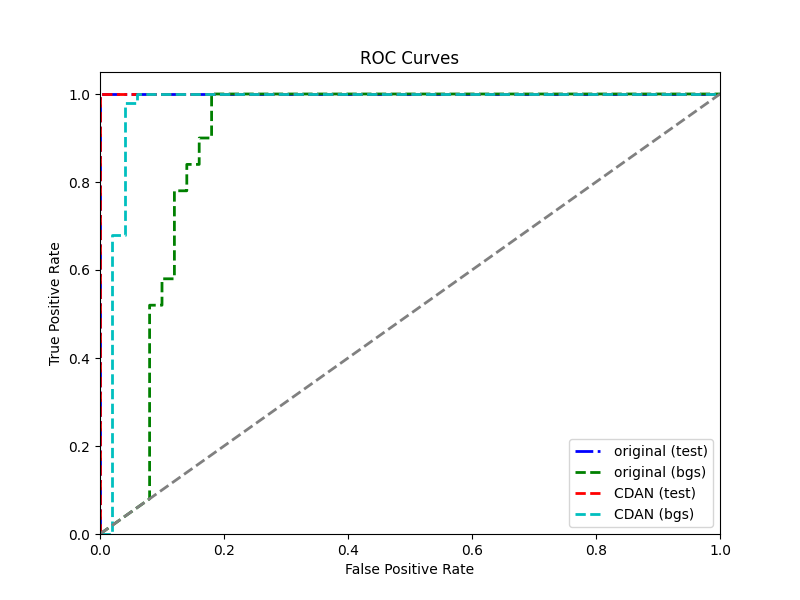 ROC Curves
True Positive Rate
1.0
0.8
0.6
0.4
0.2
0.0
0.0 0.2 0.4 0.6 0.8 1.0
False Positive Rate
original (test)
original (bgs)
CDAN (test)
CDAN (bgs)